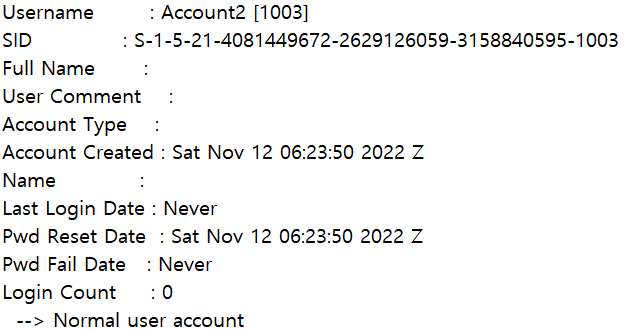 Username : Account2 [1003]
SID : S-1-5-21-4081449672-2629126059-3158840595-1003
Full Name :
User Comment :
Account Type :
Account Created : Sat Nov 12 06:23:50 2022 Z
Name :
Last Login Date : Never
Pwd Reset Date : Sat Nov 12 06:23:50 2022 Z
Pwd Fail Date : Never
Login Count : 0
--> Normal user account